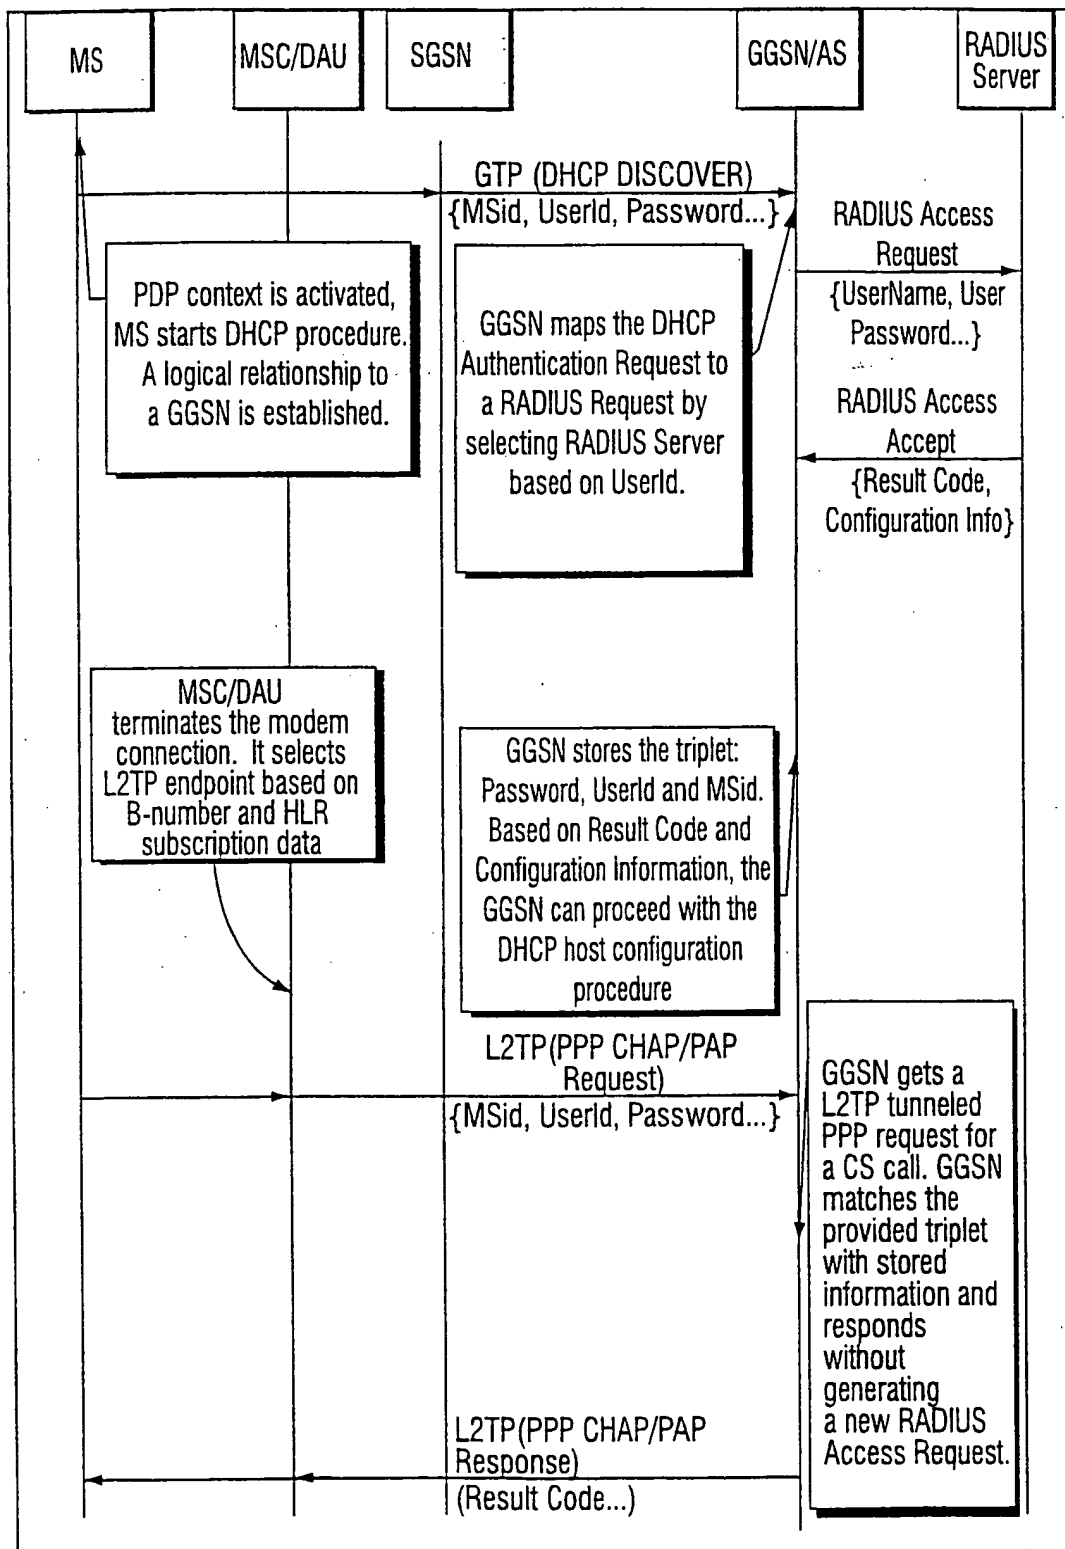 MS
MSC/DAU
SGSN
GGSN/AS
RADIUS
Server
GTP (DHCP DISCOVER)
{MSid, UserId, Password...}
RADIUS Access
Request
{UserName, User
Password...}
PDP context is activated,
MS starts DHCP procedure.
A logical relationship to
a GGSN is established.
GGSN maps the DHCP
Authentication Request to
a RADIUS Request by
selecting RADIUS Server
based on UserId.
RADIUS Access
Accept
{Result Code,
Configuration Info}
MSC/DAU
terminates the modem
connection. It selects
L2TP endpoint based on
B-number and HLR
subscription data
GGSN stores the triplet:
Password, UserId and MSid.
Based on Result Code and
Configuration Information, the
GGSN can proceed with the
DHCP host configuration
procedure
L2TP(PPP CHAP/PAP
Request)
{MSid, UserId, Password...}
GGSN gets a
L2TP tunneled
PPP request for
a CS call. GGSN
matches the
provided triplet
with stored
information and
responds
without
generating
a new RADIUS
Access Request.
L2TP(PPP CHAP/PAP
Response)
(Result Code...)